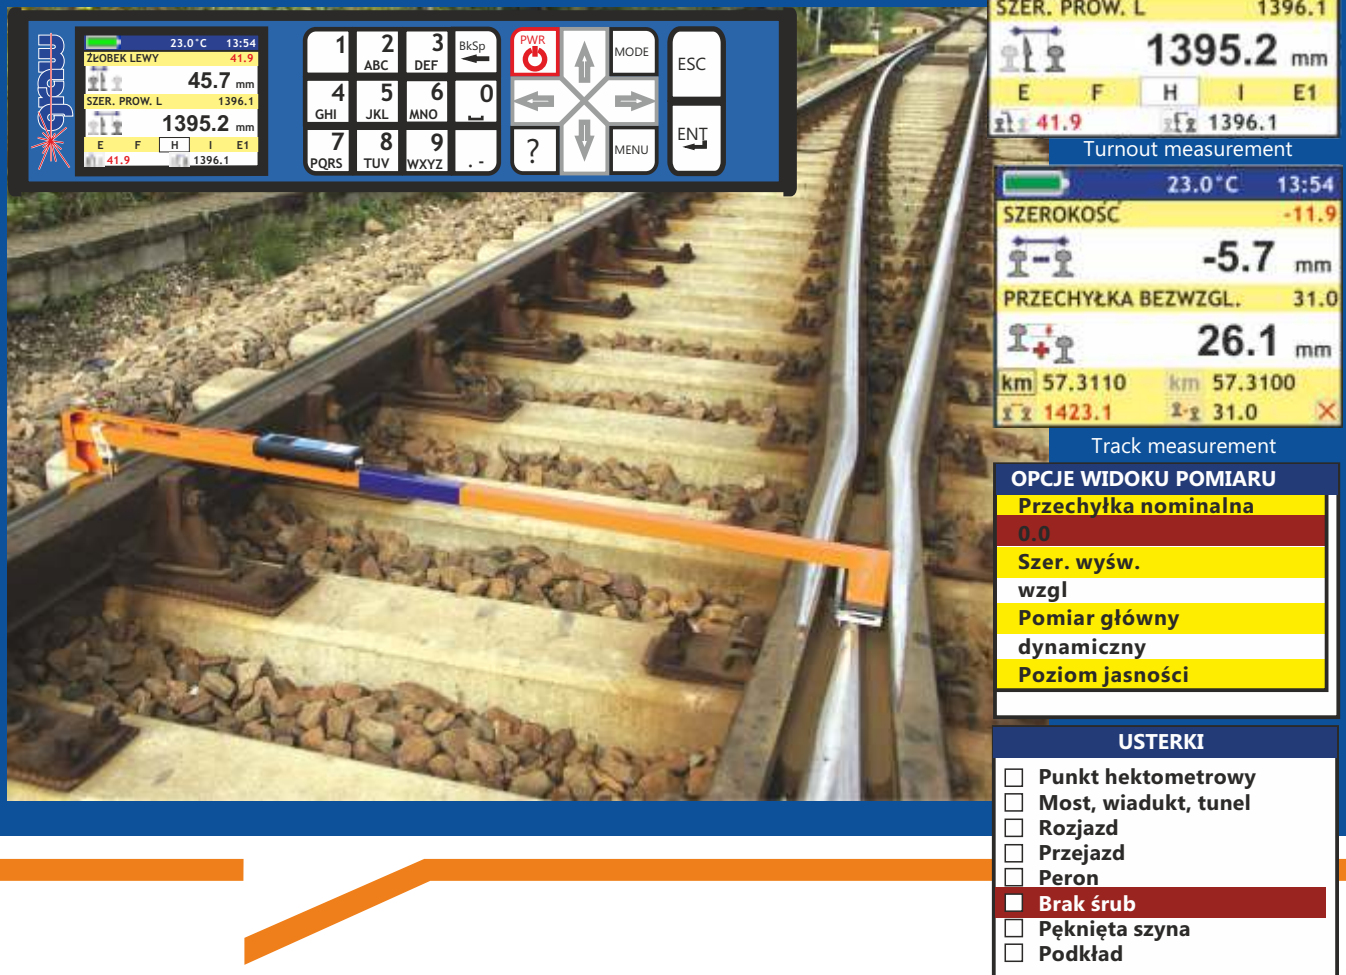 graw
23.0°C 13:54
ŻŁOBEK LEWY 41.9
45.7 mm
SZER. PROW. L 1396.1
1395.2 mm
E F H I E1
41.9 1396.1
1
2 ABC
3 DEF
BkSp
4 GHI
5 JKL
6 MNO
0
7 PQRS
8 TUV
9 WXYZ
. -
PWR
MODE
?
MENU
ESC
ENT
SZER. PROW. L 1396.1
1395.2 mm
E F H I E1
41.9 1396.1
Turnout measurement
23.0°C 13:54
SZEROKOŚĆ -11.9
-5.7 mm
PRZECHYŁKA BEZWZGL. 31.0
26.1 mm
km 57.3110 km 57.3100
1423.1 31.0
Track measurement
OPCJE WIDOKU POMIARU
Przechyłka nominalna
0.0
Szer. wyśw.
wzgl
Pomiar główny
dynamiczny
Poziom jasności
USTERKI
Punkt hektometrowy
Most, wiadukt, tunel
Rozjazd
Przejazd
Peron
Brak śrub
Pęknięta szyna
Podkład